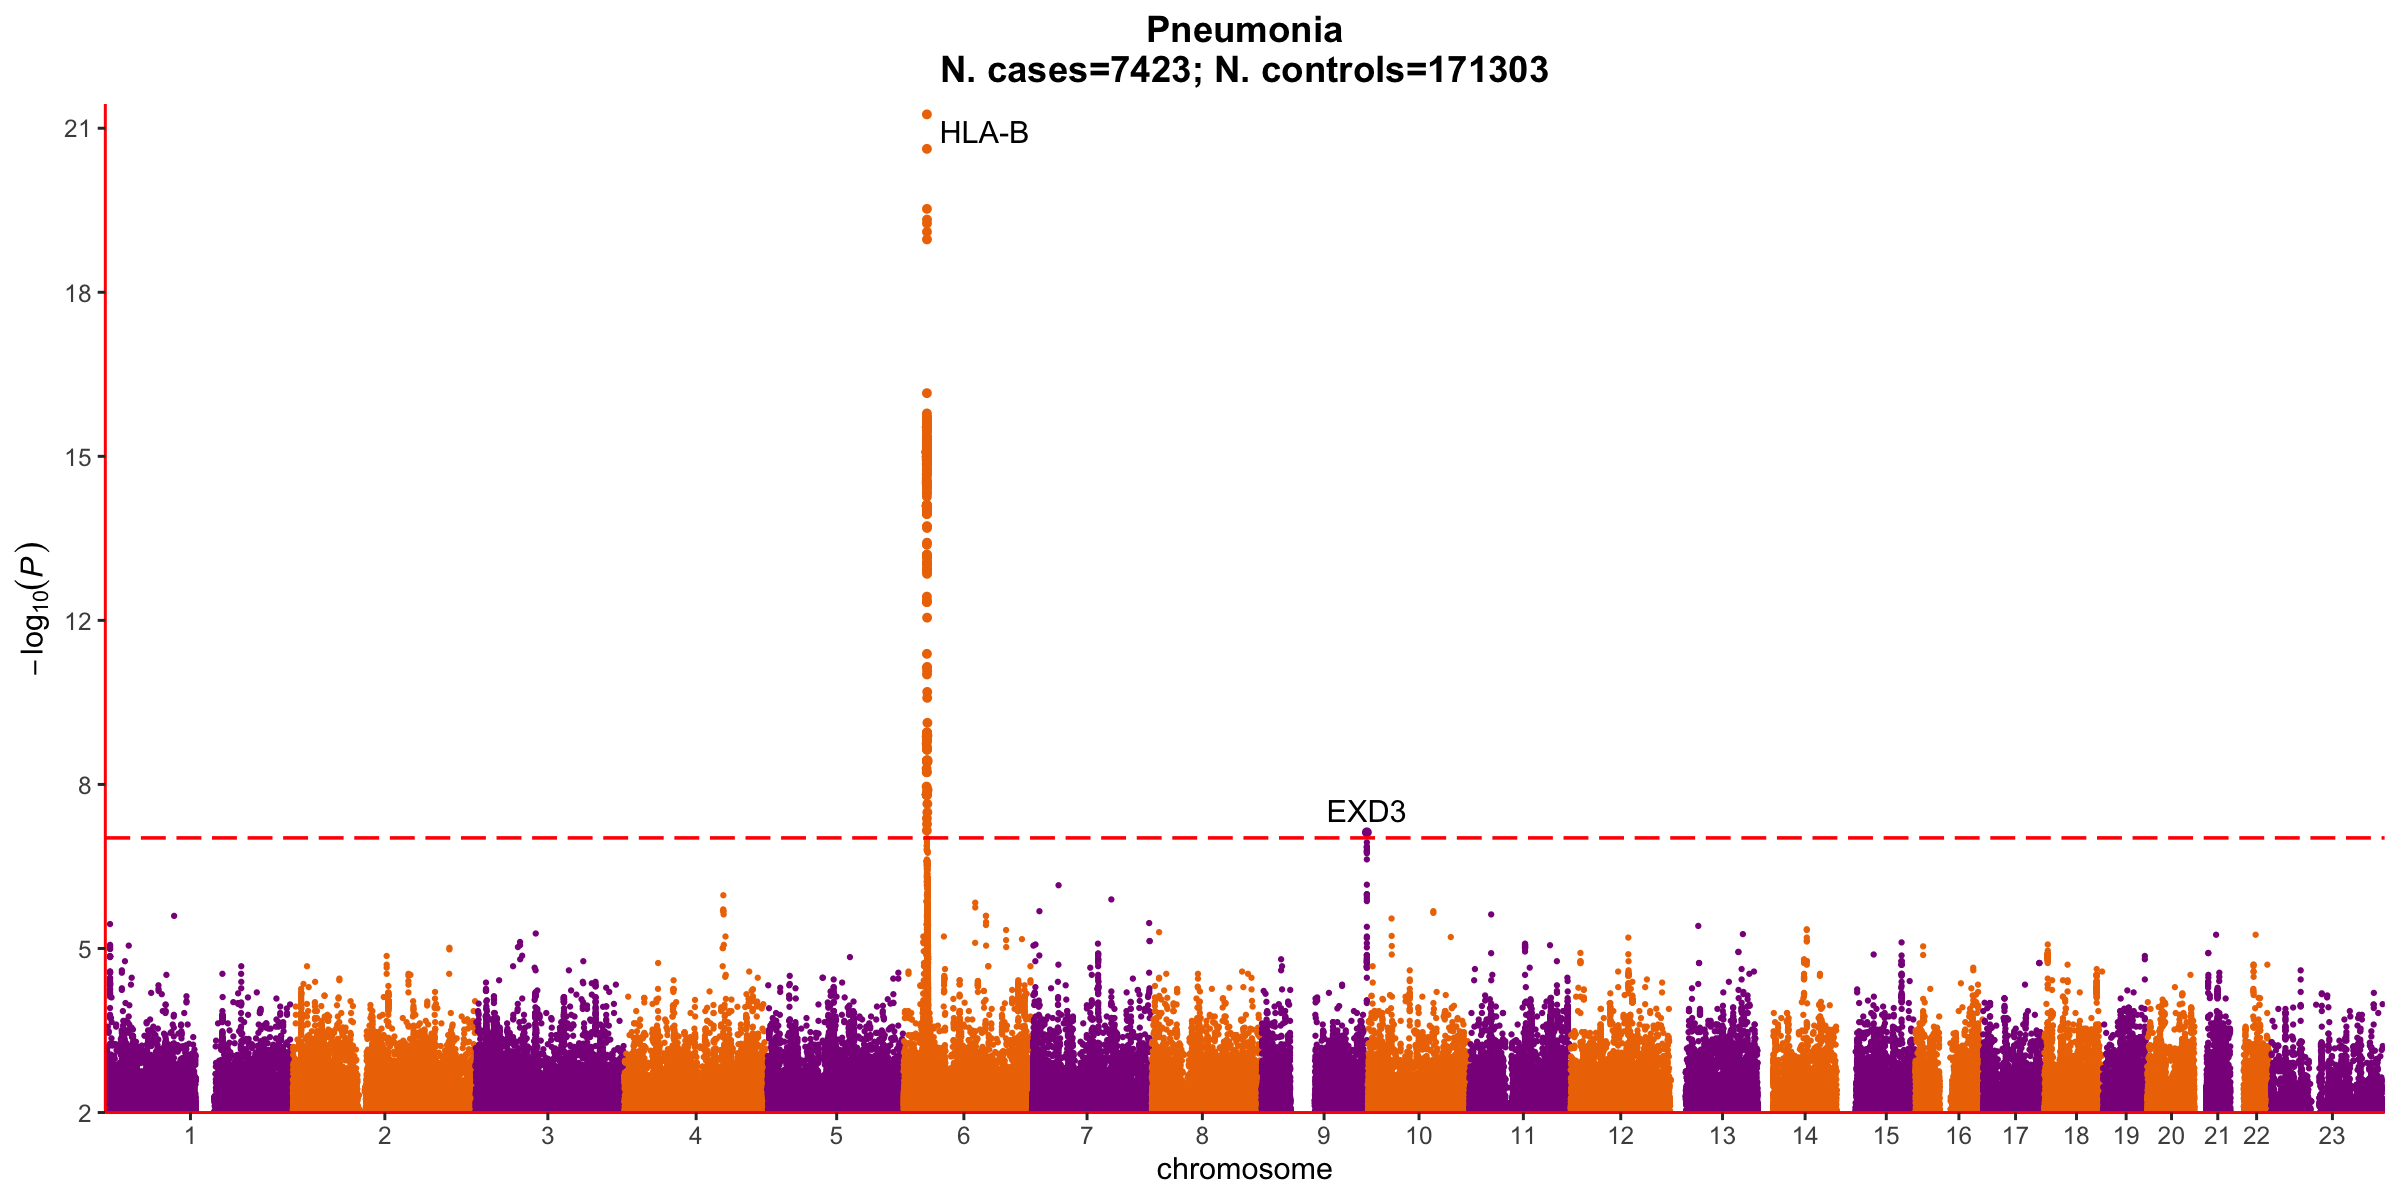 Pneumonia
N. cases=7423; N. controls=171303
21
HLA-B
18
15
−log₁₀(P)
12
8
EXD3
5
2
1 2 3 4 5 6 7 8 9 10 11 12 13 14 15 16 17 18 19 20 21 22 23
chromosome